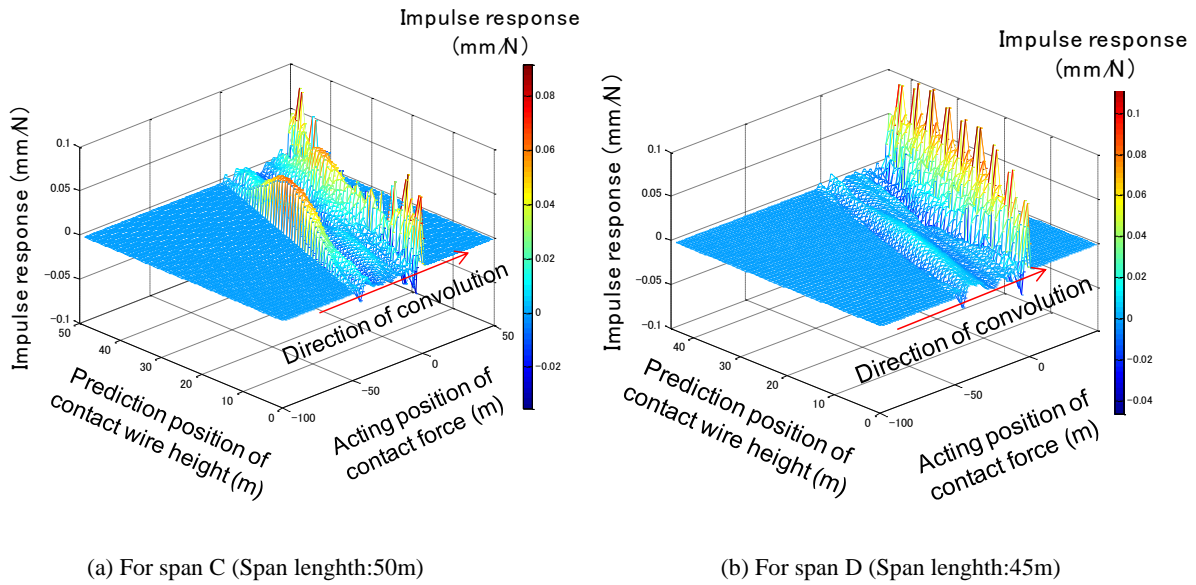 Impulse response
(mm/N)
Impulse response (mm/N)
0.1
0.05
0
−0.05
−0.1
50
40
30
20
10
0
−100
−50
0
50
0.08
0.06
0.04
0.02
0
−0.02
Direction of convolution
Prediction position of
contact wire height (m)
Acting position of
contact force (m)
(a) For span C (Span lenghth:50m)
Impulse response
(mm/N)
Impulse response (mm/N)
0.1
0.05
0
−0.05
−0.1
40
30
20
10
0
−100
−50
0
0.1
0.08
0.06
0.04
0.02
0
−0.02
−0.04
Direction of convolution
Prediction position of
contact wire height (m)
Acting position of
contact force (m)
(b) For span D (Span lenghth:45m)